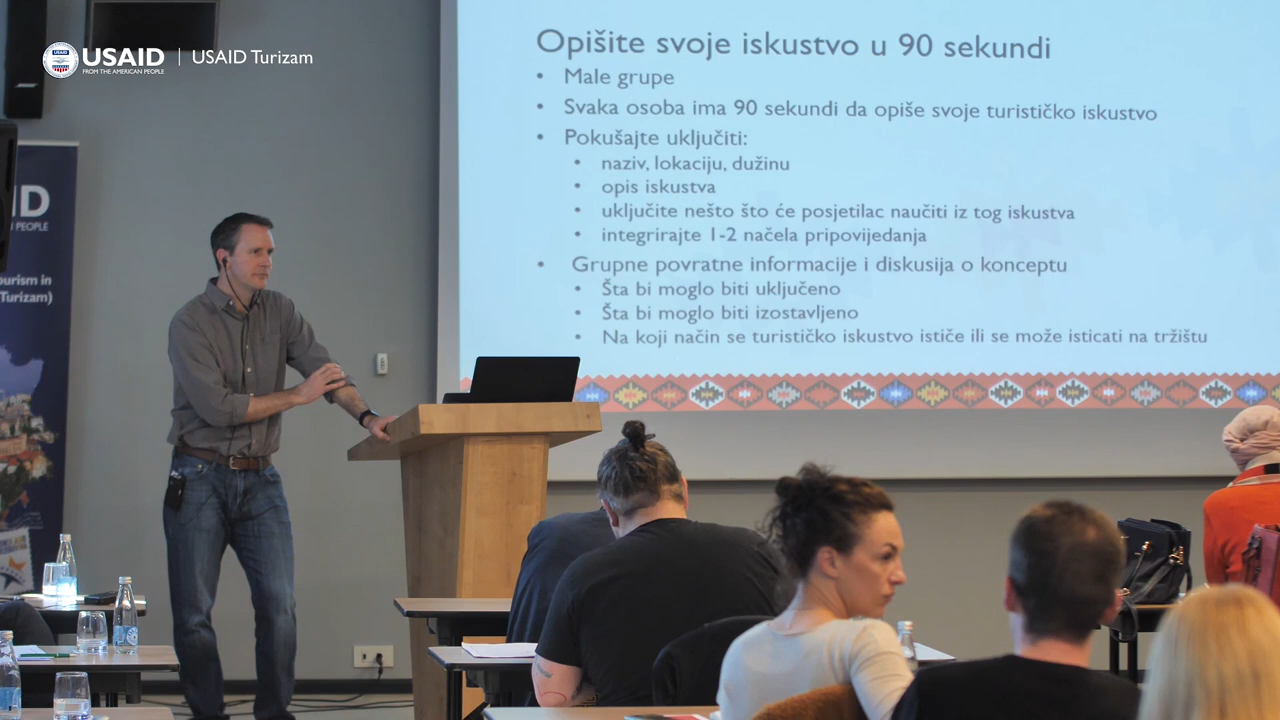 USAID
FROM THE AMERICAN PEOPLE
USAID Turizam
Opišite svoje iskustvo u 90 sekundi
• Male grupe
• Svaka osoba ima 90 sekundi da opiše svoje turističko iskustvo
• Pokušajte uključiti:
• naziv, lokaciju, dužinu
• opis iskustva
• uključite nešto što će posjetilac naučiti iz tog iskustva
• integrirajte 1-2 načela pripovijedanja
• Grupne povratne informacije i diskusija o konceptu
• Šta bi moglo biti uključeno
• Šta bi moglo biti izostavljeno
• Na koji način se turističko iskustvo ističe ili se može isticati na tržištu
ID
N PEOPLE
ourism in
Turizam)